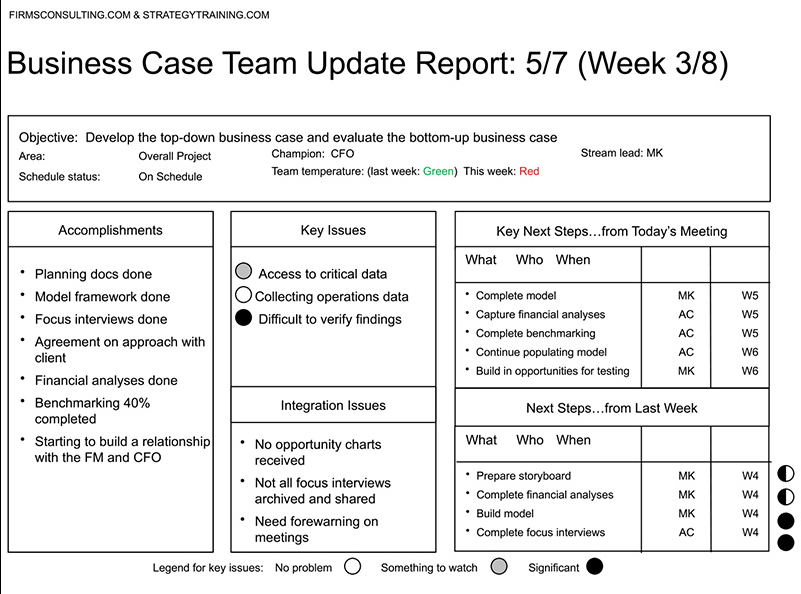 FIRMSCONSULTING.COM & STRATEGYTRAINING.COM
Business Case Team Update Report: 5/7 (Week 3/8)
Objective: Develop the top-down business case and evaluate the bottom-up business case
Area: Overall Project Champion: CFO Stream lead: MK
Schedule status: On Schedule Team temperature: (last week: Green) This week: Red
Accomplishments
• Planning docs done
• Model framework done
• Focus interviews done
• Agreement on approach with
client
• Financial analyses done
• Benchmarking 40%
completed
• Starting to build a relationship
with the FM and CFO
Key Issues
Access to critical data
Collecting operations data
Difficult to verify findings
Integration Issues
• No opportunity charts
received
• Not all focus interviews
archived and shared
• Need forewarning on
meetings
Key Next Steps…from Today's Meeting
What Who When
• Complete model MK W5
• Capture financial analyses AC W5
• Complete benchmarking AC W5
• Continue populating model AC W6
• Build in opportunities for testing MK W6
Next Steps…from Last Week
What Who When
• Prepare storyboard MK W4
• Complete financial analyses MK W4
• Build model MK W4
• Complete focus interviews AC W4
Legend for key issues: No problem Something to watch Significant